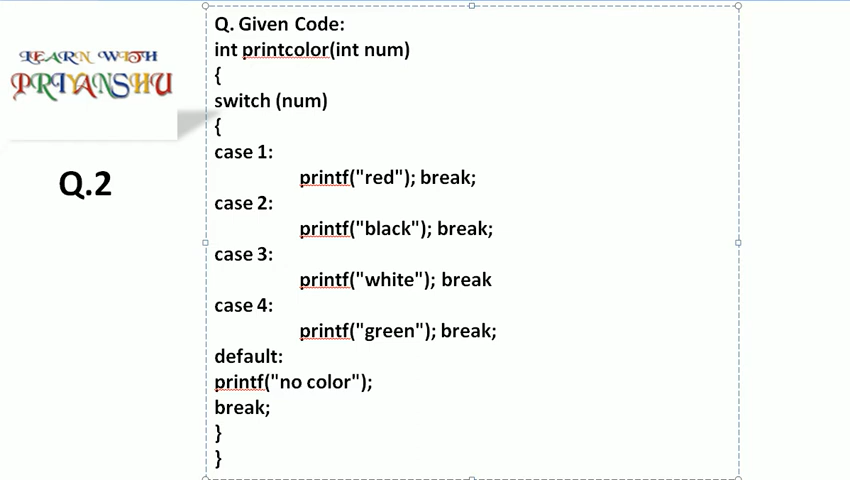 LEARN WITH
PRIYANSHU
Q.2
Q. Given Code:
int printcolor(int num)
{
switch (num)
{
case 1:
printf("red"); break;
case 2:
printf("black"); break;
case 3:
printf("white"); break
case 4:
printf("green"); break;
default:
printf("no color");
break;
}
}